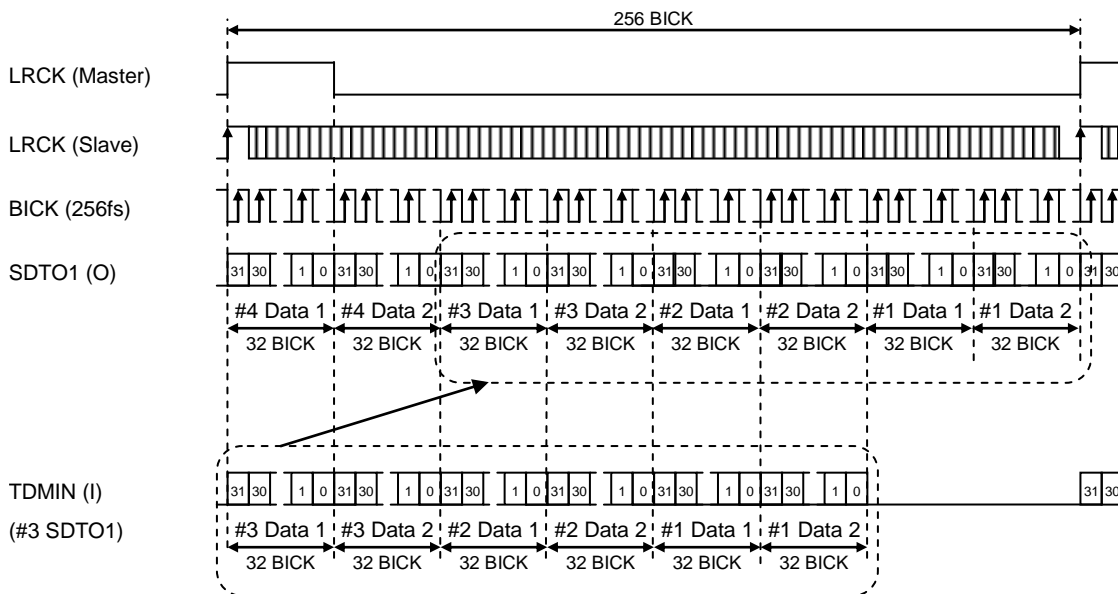 256 BICK
LRCK (Master)
LRCK (Slave)
BICK (256fs)
SDTO1 (O)
31 30 1 0 31 30 1 0 31 30 1 0 31 30 1 0 31 30 1 0 31 30 1 0 31 30 1 0 31 30 1 0 31 30
#4 Data 1 #4 Data 2 #3 Data 1 #3 Data 2 #2 Data 1 #2 Data 2 #1 Data 1 #1 Data 2
32 BICK 32 BICK 32 BICK 32 BICK 32 BICK 32 BICK 32 BICK 32 BICK
TDMIN (I)
31 30 1 0 31 30 1 0 31 30 1 0 31 30 1 0 31 30 1 0 31 30 1 0 31 30
(#3 SDTO1)
#3 Data 1 #3 Data 2 #2 Data 1 #2 Data 2 #1 Data 1 #1 Data 2
32 BICK 32 BICK 32 BICK 32 BICK 32 BICK 32 BICK